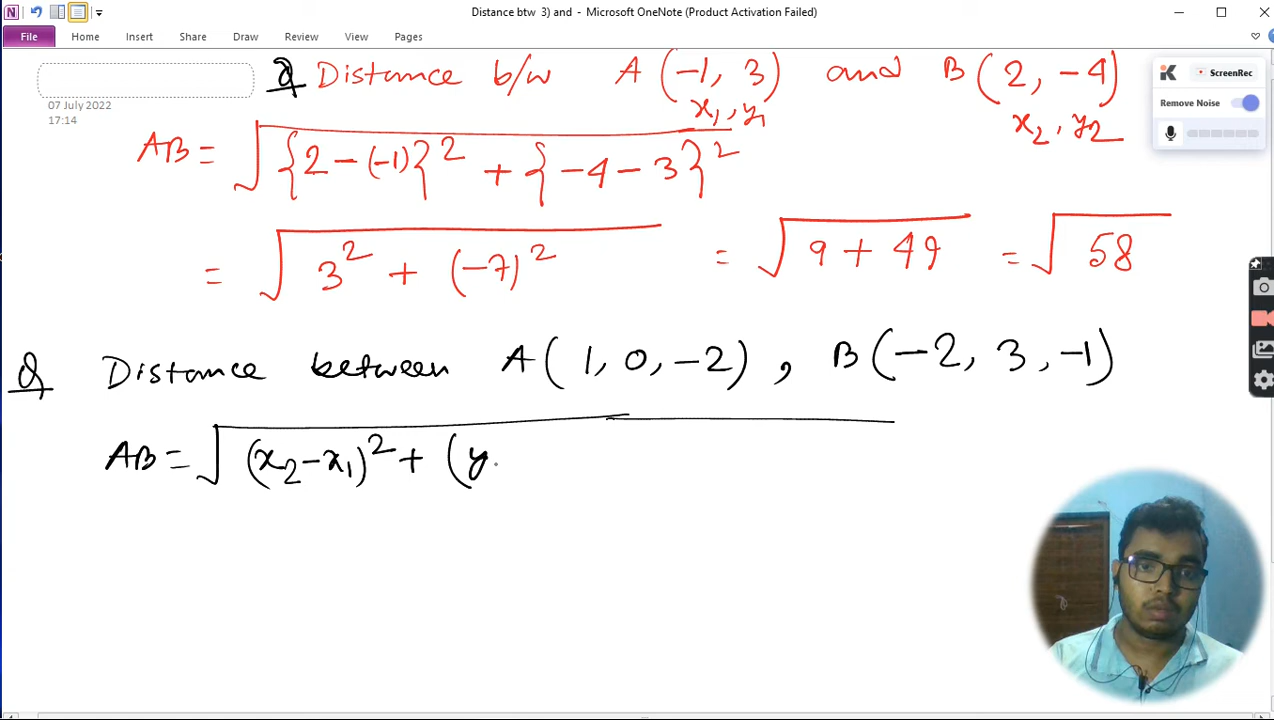 Distance btw 3) and - Microsoft OneNote (Product Activation Failed)
File Home Insert Share Draw Review View Pages
07 July 2022
17:14
Q Distance b/w A (-1, 3) and B (2, -4)
x₁, y₁ x₂, y₂
AB = √{2-(-1)}² + {-4-3}²
= √3² + (-7)² = √9 + 49 = √58
Q Distance between A(1, 0, -2), B(-2, 3, -1)
AB = √(x₂-x₁)² + (y
ScreenRec
Remove Noise